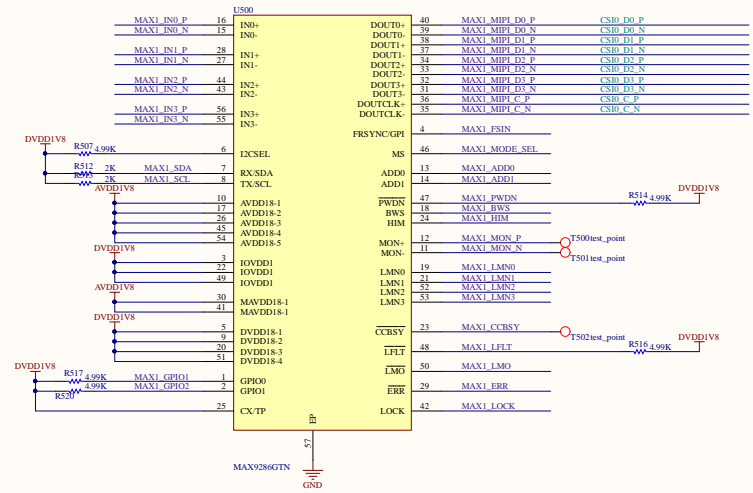 U500
MAX1_IN0_P 16 IN0+ DOUT0+ 40 MAX1_MIPI_D0_P CSI0_D0_P
MAX1_IN0_N 15 IN0- DOUT0- 39 MAX1_MIPI_D0_N CSI0_D0_N
DOUT1+ 38 MAX1_MIPI_D1_P CSI0_D1_P
MAX1_IN1_P 28 IN1+ DOUT1- 37 MAX1_MIPI_D1_N CSI0_D1_N
MAX1_IN1_N 27 IN1- DOUT2+ 34 MAX1_MIPI_D2_P CSI0_D2_P
DOUT2- 33 MAX1_MIPI_D2_N CSI0_D2_N
MAX1_IN2_P 44 IN2+ DOUT3+ 32 MAX1_MIPI_D3_P CSI0_D3_P
MAX1_IN2_N 43 IN2- DOUT3- 31 MAX1_MIPI_D3_N CSI0_D3_N
DOUTCLK+ 36 MAX1_MIPI_C_P CSI0_C_P
MAX1_IN3_P 56 IN3+ DOUTCLK- 35 MAX1_MIPI_C_N CSI0_C_N
MAX1_IN3_N 55 IN3-
FRSYNC/GPI 4 MAX1_FSIN
DVDD1V8
R507 4.99K 6 I2CSEL MS 46 MAX1_MODE_SEL
R512 2K MAX1_SDA 7 RX/SDA ADD0 13 MAX1_ADD0
2K MAX1_SCL 8 TX/SCL ADD1 14 MAX1_ADD1
AVDD1V8 DVDD1V8
10 AVDD18-1 PWDN 47 MAX1_PWDN R514 4.99K
17 AVDD18-2 BWS 18 MAX1_BWS
26 AVDD18-3 HIM 24 MAX1_HIM
45 AVDD18-4
54 AVDD18-5 MON+ 12 MAX1_MON_P T500test_point
DVDD1V8 MON- 11 MAX1_MON_N T501test_point
3 IOVDD1
22 IOVDD1 LMN0 19 MAX1_LMN0
49 IOVDD1 LMN1 21 MAX1_LMN1
AVDD1V8 LMN2 52 MAX1_LMN2
30 MAVDD18-1 LMN3 53 MAX1_LMN3
41 MAVDD18-1
DVDD1V8
5 DVDD18-1 CCBSY 23 MAX1_CCBSY T502test_point
9 DVDD18-2 DVDD1V8
20 DVDD18-3 LFLT 48 MAX1_LFLT R516 4.99K
51 DVDD18-4
DVDD1V8 LMO 50 MAX1_LMO
R517 4.99K MAX1_GPIO1 1 GPIO0
R520 4.99K MAX1_GPIO2 2 GPIO1 ERR 29 MAX1_ERR
25 CX/TP LOCK 42 MAX1_LOCK
EP
57
MAX9286GTN
GND